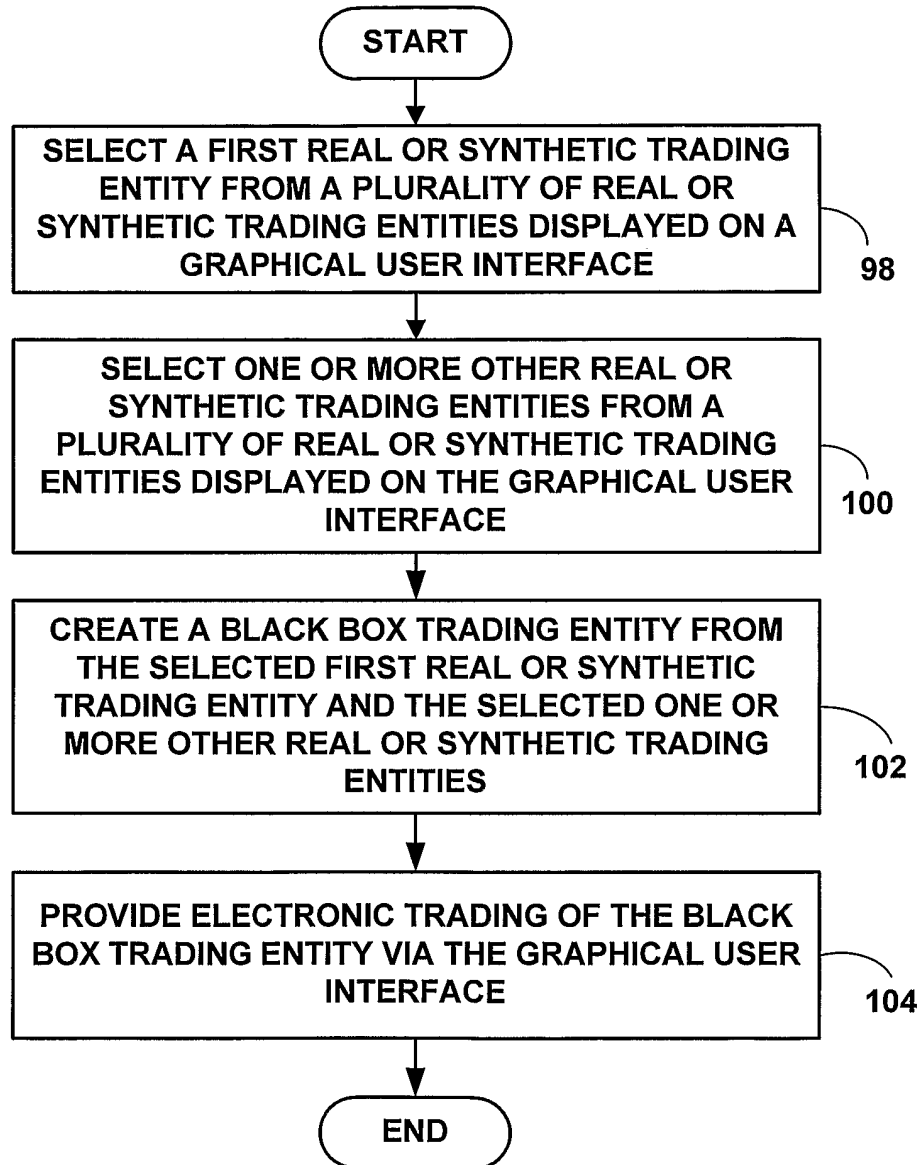 START
SELECT A FIRST REAL OR SYNTHETIC TRADING
ENTITY FROM A PLURALITY OF REAL OR
SYNTHETIC TRADING ENTITIES DISPLAYED ON A
GRAPHICAL USER INTERFACE
98
SELECT ONE OR MORE OTHER REAL OR
SYNTHETIC TRADING ENTITIES FROM A
PLURALITY OF REAL OR SYNTHETIC TRADING
ENTITIES DISPLAYED ON THE GRAPHICAL USER
INTERFACE
100
CREATE A BLACK BOX TRADING ENTITY FROM
THE SELECTED FIRST REAL OR SYNTHETIC
TRADING ENTITY AND THE SELECTED ONE OR
MORE OTHER REAL OR SYNTHETIC TRADING
ENTITIES
102
PROVIDE ELECTRONIC TRADING OF THE BLACK
BOX TRADING ENTITY VIA THE GRAPHICAL USER
INTERFACE
104
END